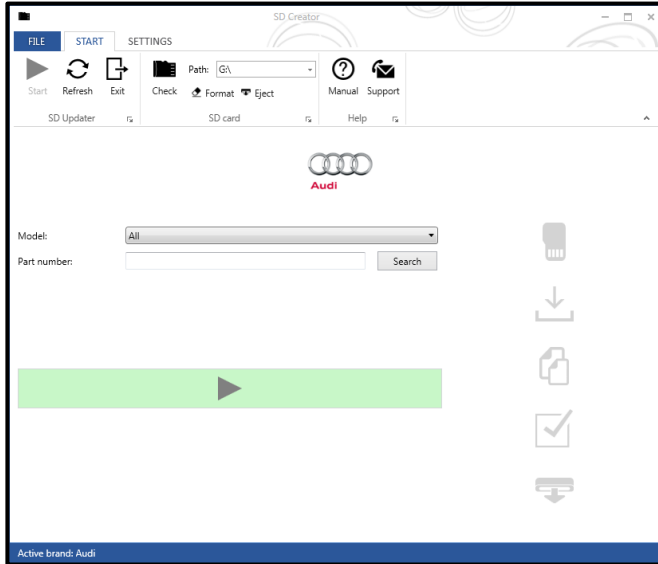 SD Creator
FILE START SETTINGS
Start Refresh Exit Check Path: G:\ Manual Support
Format Eject
SD Updater SD card Help
Audi
Model: All
Part number: Search
Active brand: Audi